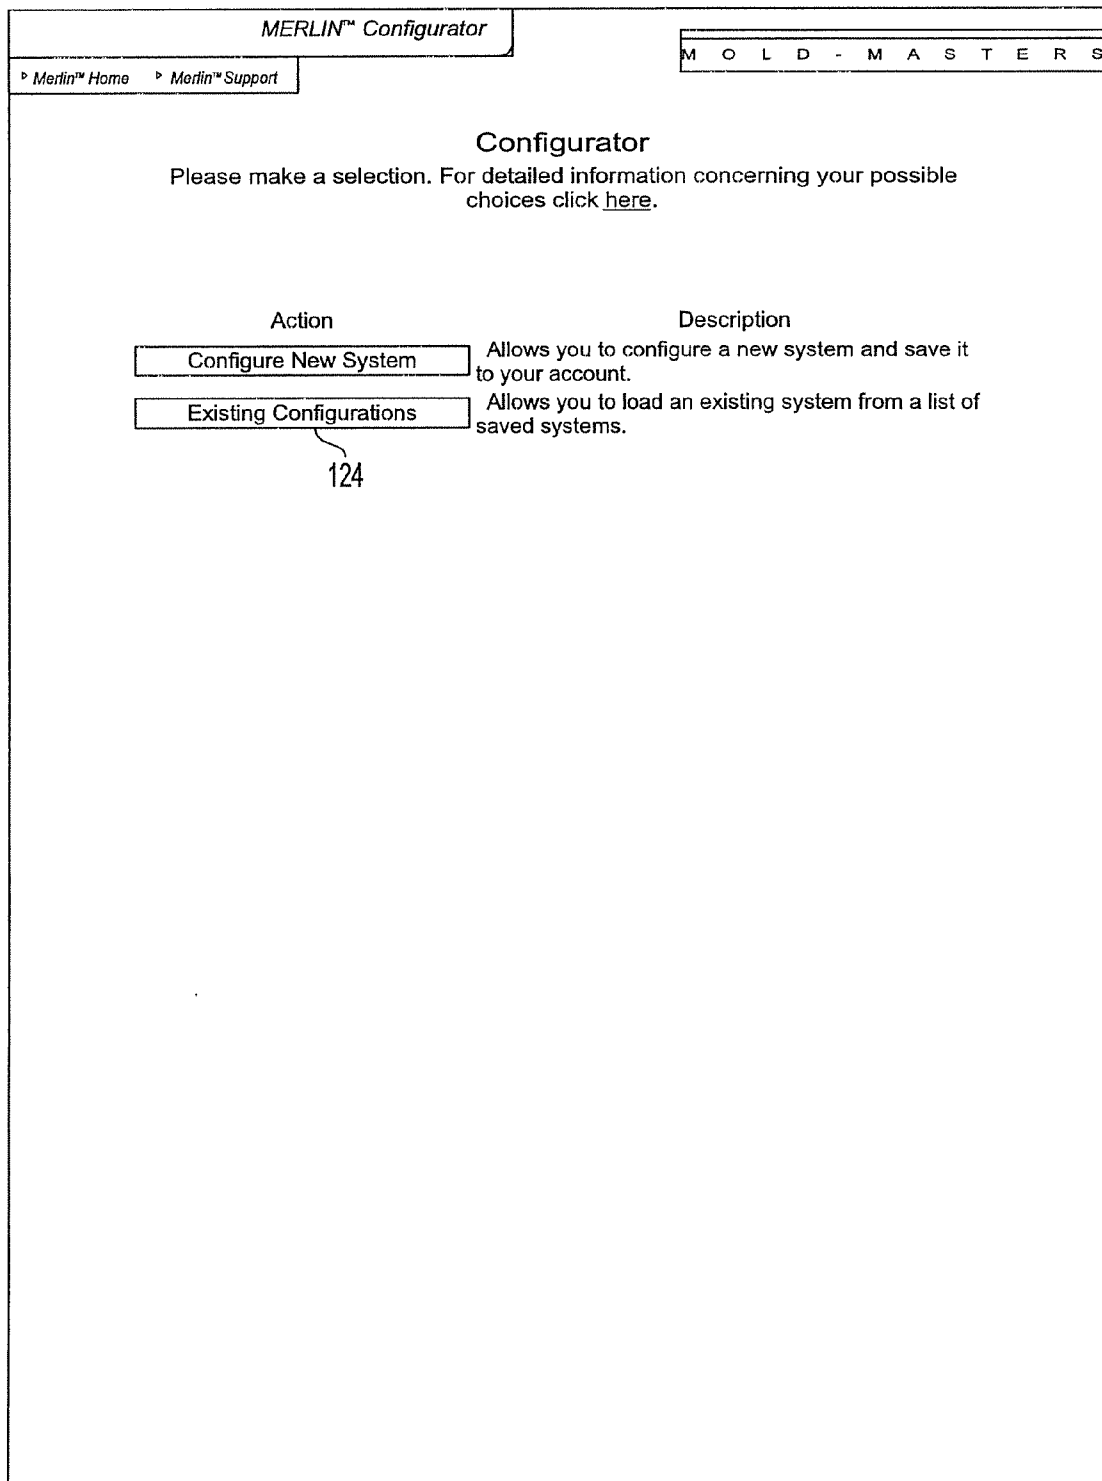 MERLIN™ Configurator
MOLD-MASTERS
▹ Merlin™ Home ▹ Merlin™ Support
Configurator
Please make a selection. For detailed information concerning your possible
choices click here.
Action Description
Configure New System Allows you to configure a new system and save it
to your account.
Existing Configurations Allows you to load an existing system from a list of
saved systems.
124